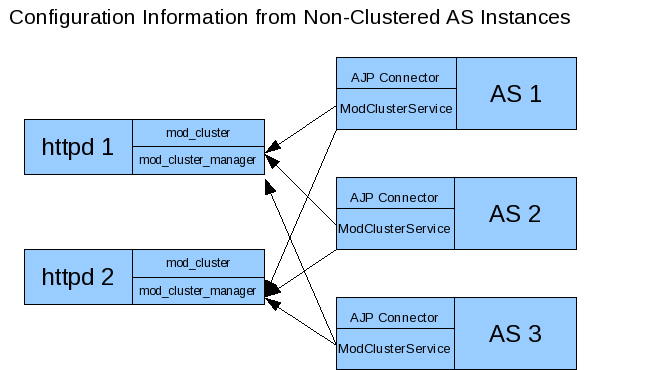 Configuration Information from Non-Clustered AS Instances
AJP Connector
ModClusterService
AS 1
httpd 1
mod_cluster
mod_cluster_manager
AJP Connector
ModClusterService
AS 2
httpd 2
mod_cluster
mod_cluster_manager
AJP Connector
ModClusterService
AS 3